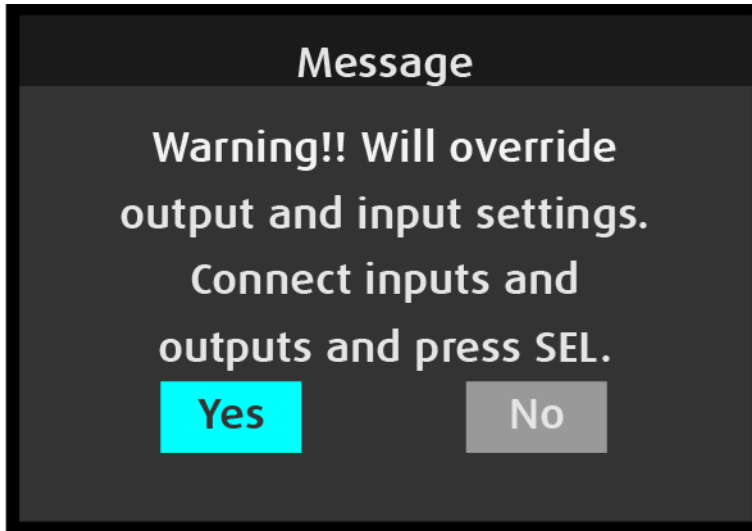 Message
Warning!! Will override
output and input settings.
Connect inputs and
outputs and press SEL.
Yes No